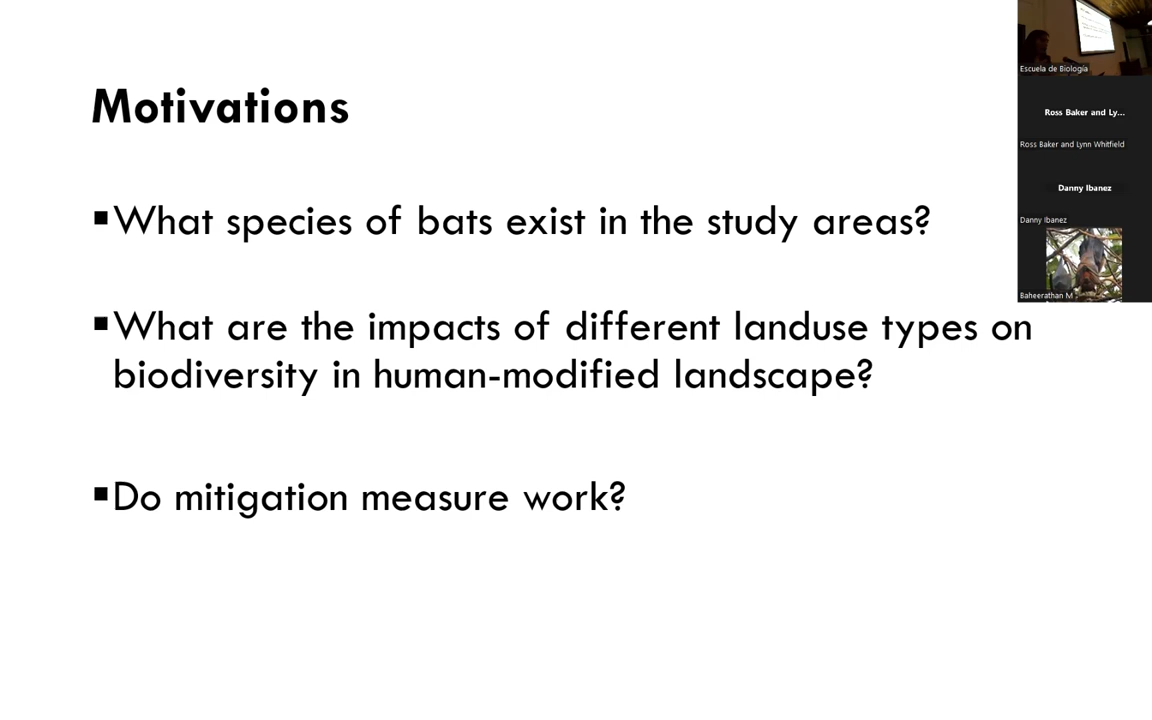 Motivations
▪What species of bats exist in the study areas?
▪What are the impacts of different landuse types on
biodiversity in human-modified landscape?
▪Do mitigation measure work?
Escuela de Biología
Ross Baker and Ly...
Ross Baker and Lynn Whitfield
Danny Ibanez
Danny Ibanez
Baheerathan M